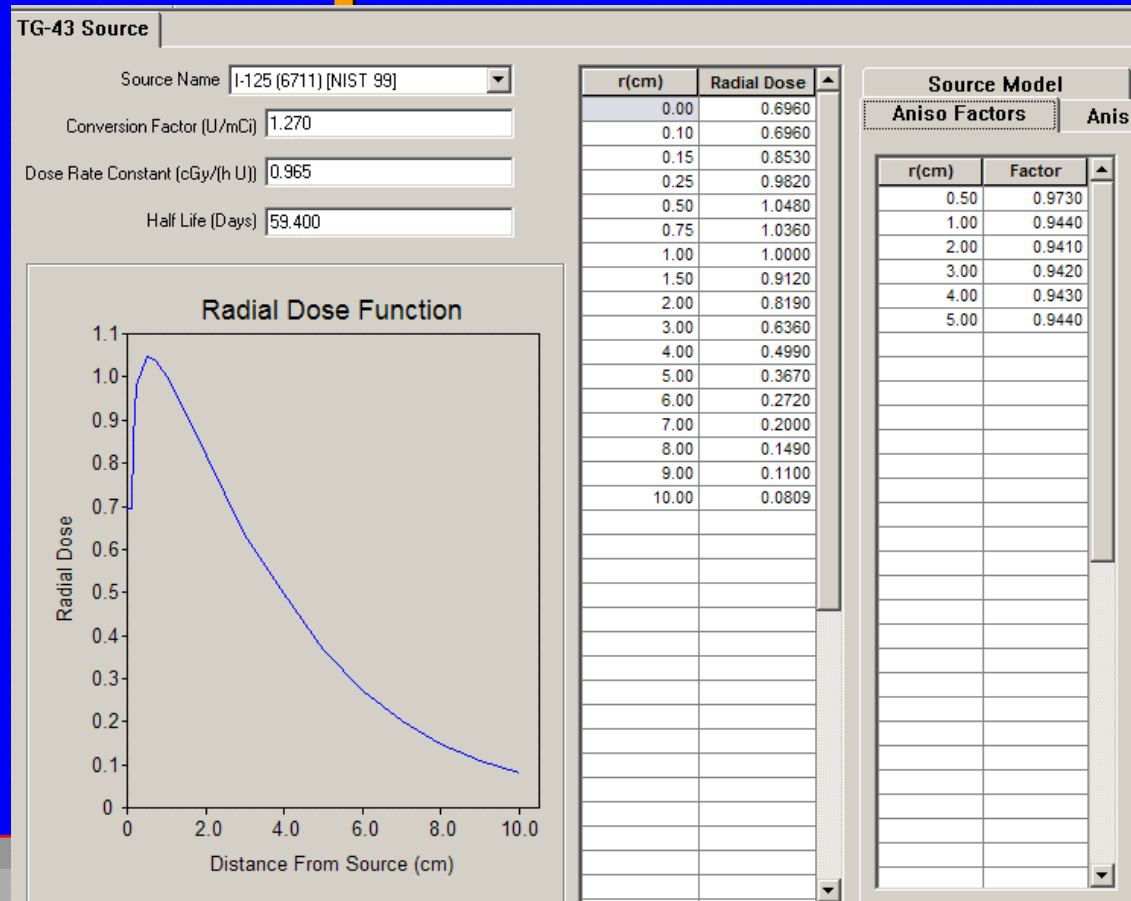 TG-43 Source
Source Name I-125 (6711) [NIST 99]
Conversion Factor (U/mCi) 1.270
Dose Rate Constant (cGy/(h U)) 0.965
Half Life (Days) 59.400
Radial Dose Function
1.1
1.0
0.9
0.8
0.7
0.6
0.5
0.4
0.3
0.2
0.1
0
Radial Dose
0 2.0 4.0 6.0 8.0 10.0
Distance From Source (cm)
r(cm) Radial Dose
0.00 0.6960
0.10 0.6960
0.15 0.8530
0.25 0.9820
0.50 1.0480
0.75 1.0360
1.00 1.0000
1.50 0.9120
2.00 0.8190
3.00 0.6360
4.00 0.4990
5.00 0.3670
6.00 0.2720
7.00 0.2000
8.00 0.1490
9.00 0.1100
10.00 0.0809
Source Model
Aniso Factors Anis
r(cm) Factor
0.50 0.9730
1.00 0.9440
2.00 0.9410
3.00 0.9420
4.00 0.9430
5.00 0.9440